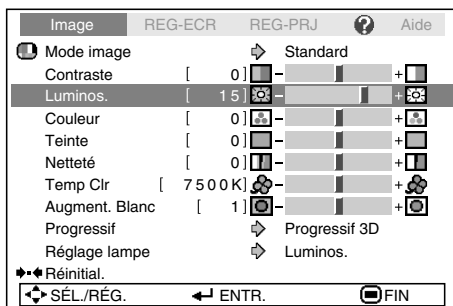 Image REG-ECR REG-PRJ ? Aide
Mode image Standard
Contraste [ 0] - +
Luminos. [ 15] - +
Couleur [ 0] - +
Teinte [ 0] - +
Netteté [ 0] - +
Temp Clr [ 7500K] - +
Augment. Blanc [ 1] - +
Progressif Progressif 3D
Réglage lampe Luminos.
Réinitial.
SÉL./RÉG. ENTR. FIN